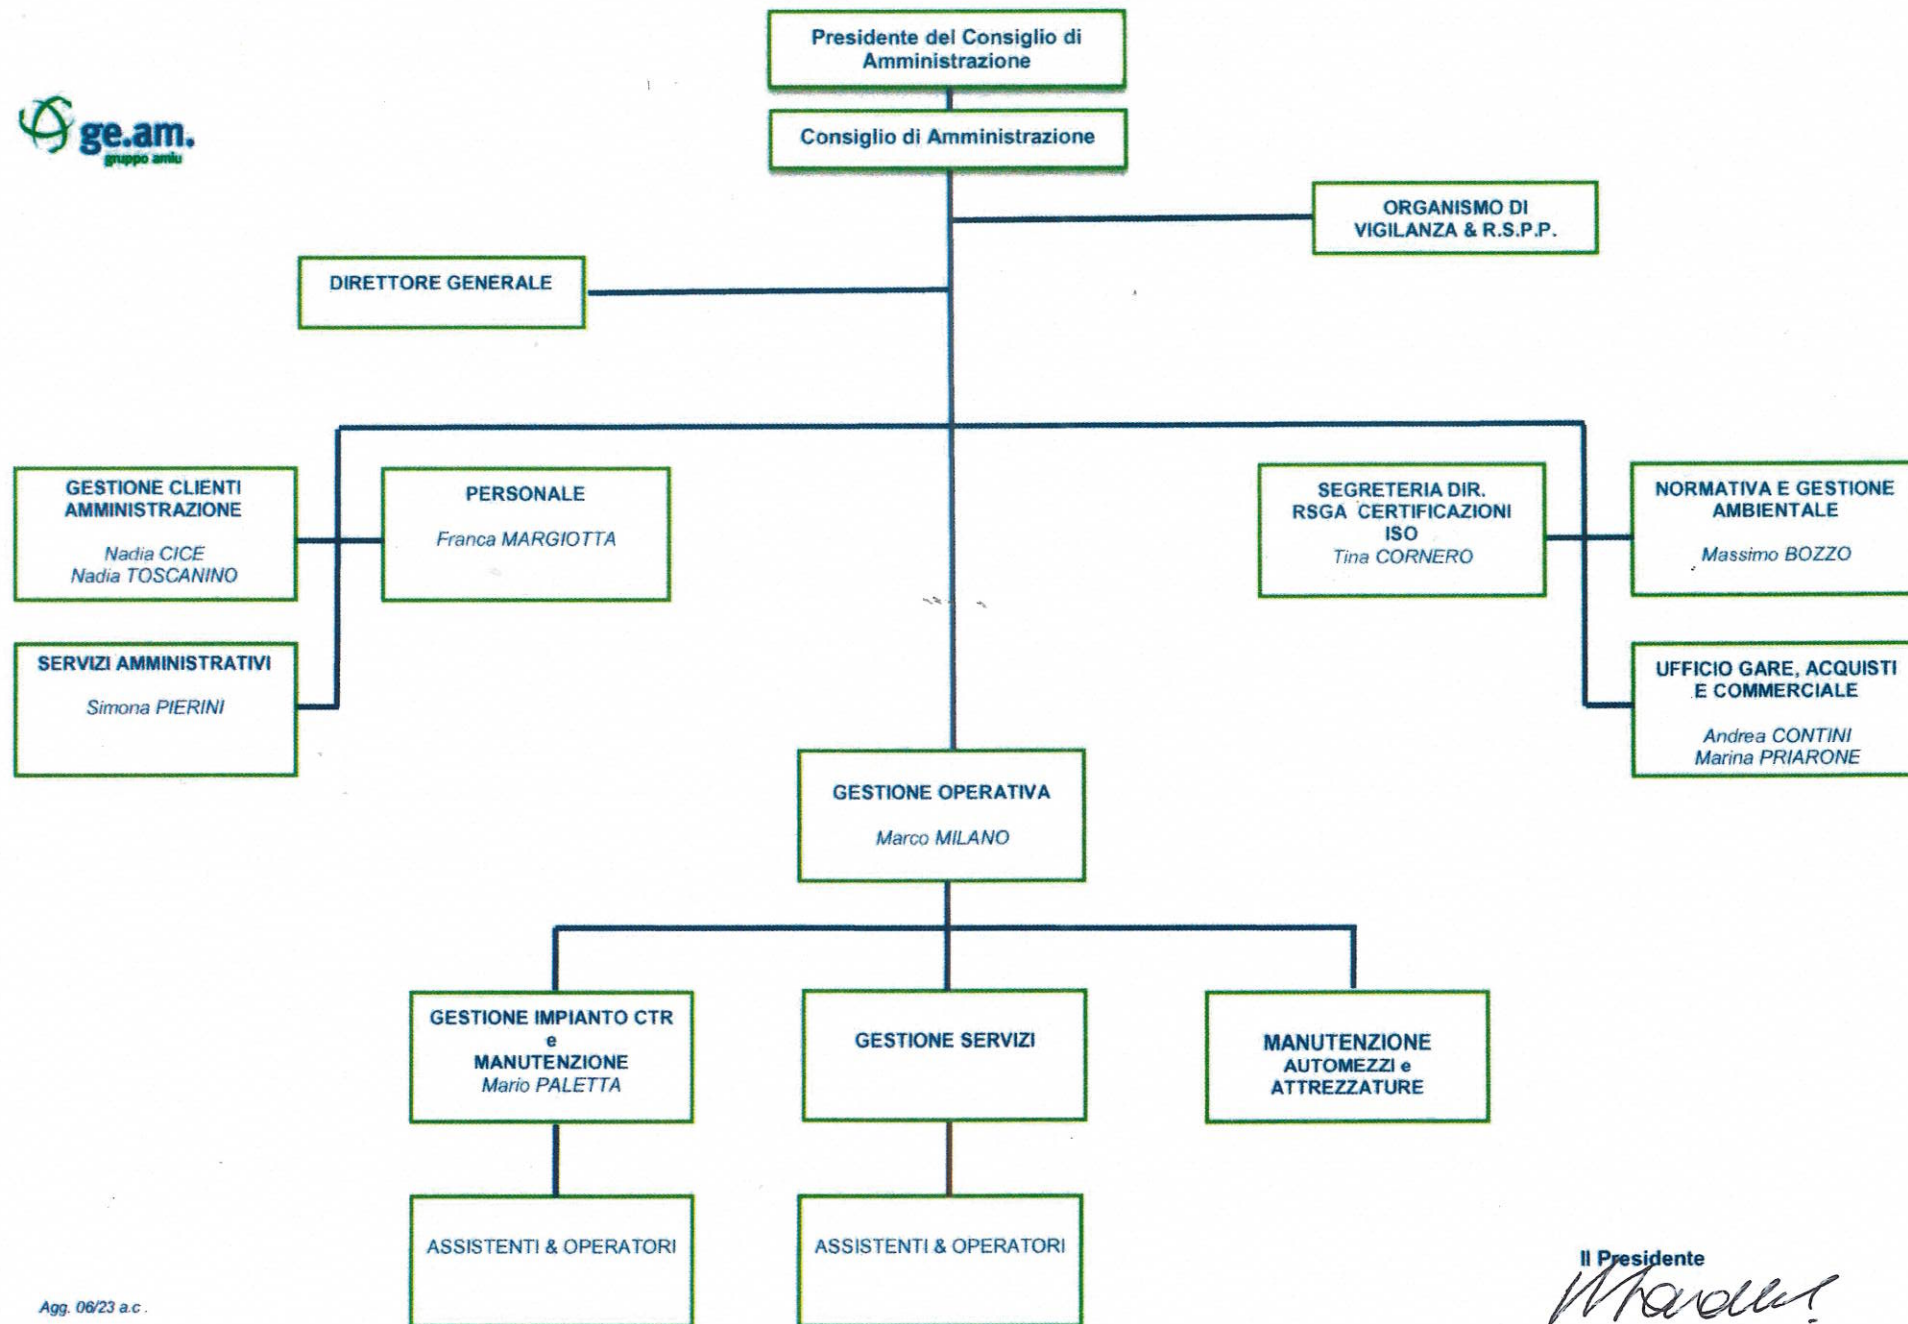 Presidente del Consiglio di
Amministrazione
ge.am.
gruppo amiu
Consiglio di Amministrazione
ORGANISMO DI
VIGILANZA & R.S.P.P.
DIRETTORE GENERALE
GESTIONE CLIENTI
AMMINISTRAZIONE
Nadia CICE
Nadia TOSCANINO
PERSONALE
Franca MARGIOTTA
SEGRETERIA DIR.
RSGA CERTIFICAZIONI
ISO
Tina CORNERO
NORMATIVA E GESTIONE
AMBIENTALE
Massimo BOZZO
SERVIZI AMMINISTRATIVI
Simona PIERINI
UFFICIO GARE, ACQUISTI
E COMMERCIALE
Andrea CONTINI
Marina PRIARONE
GESTIONE OPERATIVA
Marco MILANO
GESTIONE IMPIANTO CTR
e
MANUTENZIONE
Mario PALETTA
GESTIONE SERVIZI
MANUTENZIONE
AUTOMEZZI e
ATTREZZATURE
ASSISTENTI & OPERATORI
ASSISTENTI & OPERATORI
Il Presidente
Agg. 06/23 a.c.